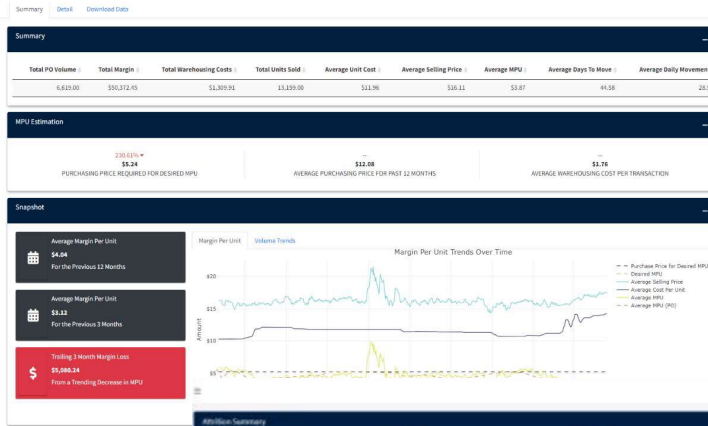 Summary Detail Download Data
Summary
Total PO Volume Total Margin Total Warehousing Costs Total Units Sold Average Unit Cost Average Selling Price Average MPU Average Days To Move Average Daily Movemen
6,619.00 $50,372.45 $1,309.91 13,159.00 $11.96 $16.11 $3.87 44.58 28.9
MPU Estimation
230.61%
$5.24
PURCHASING PRICE REQUIRED FOR DESIRED MPU
--
$12.08
AVERAGE PURCHASING PRICE FOR PAST 12 MONTHS
--
$1.76
AVERAGE WAREHOUSING COST PER TRANSACTION
Snapshot
Average Margin Per Unit
$4.04
For the Previous 12 Months
Average Margin Per Unit
$3.12
For the Previous 3 Months
Trailing 3 Month Margin Loss
$5,080.24
From a Trending Decrease in MPU
Margin Per Unit Volume Trends
Margin Per Unit Trends Over Time
Amount
$20
$15
$10
$5
Purchase Price for Desired MPU
Desired MPU
Average Selling Price
Average Cost Per Unit
Average MPU
Average MPU (PO)
Attrition Summary